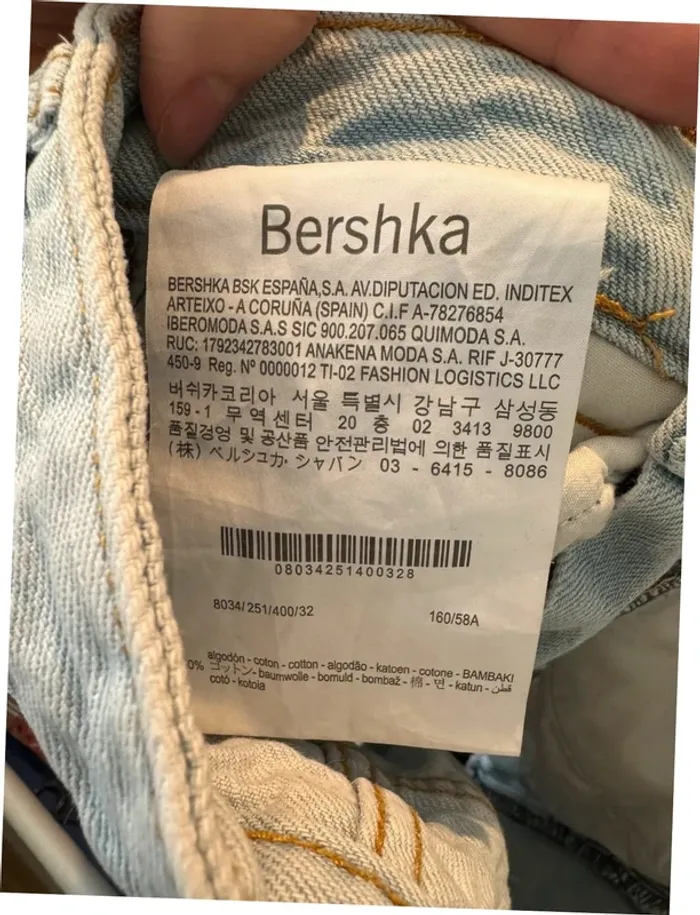 Bershka
BERSHKA BSK ESPAÑA,S.A. AV.DIPUTACION ED. INDITEX
ARTEIXO - A CORUÑA (SPAIN) C.I.F A-78276854
IBEROMODA S.A.S SIC 900.207.065 QUIMODA S.A.
RUC: 1792342783001 ANAKENA MODA S.A. RIF J-30777
450-9 Reg. Nº 0000012 TI-02 FASHION LOGISTICS LLC
버쉬카코리아 서울 특별시 강남구 삼성동
159 - 1 무역센터 20 층 02 3413 9800
품질경영 및 공산품 안전관리법에 의한 품질표시
(株) ベルシュカ・ジャパン 03 - 6415 - 8086
08034251400328
8034/251/400/32 160/58A
algodón - coton - cotton - algodão - katoen - cotone - BAMBAKI
0% コットン- baumwolle - bomuld - bombaž - 棉 - 면 - katun - قطن
cotó - kotoia